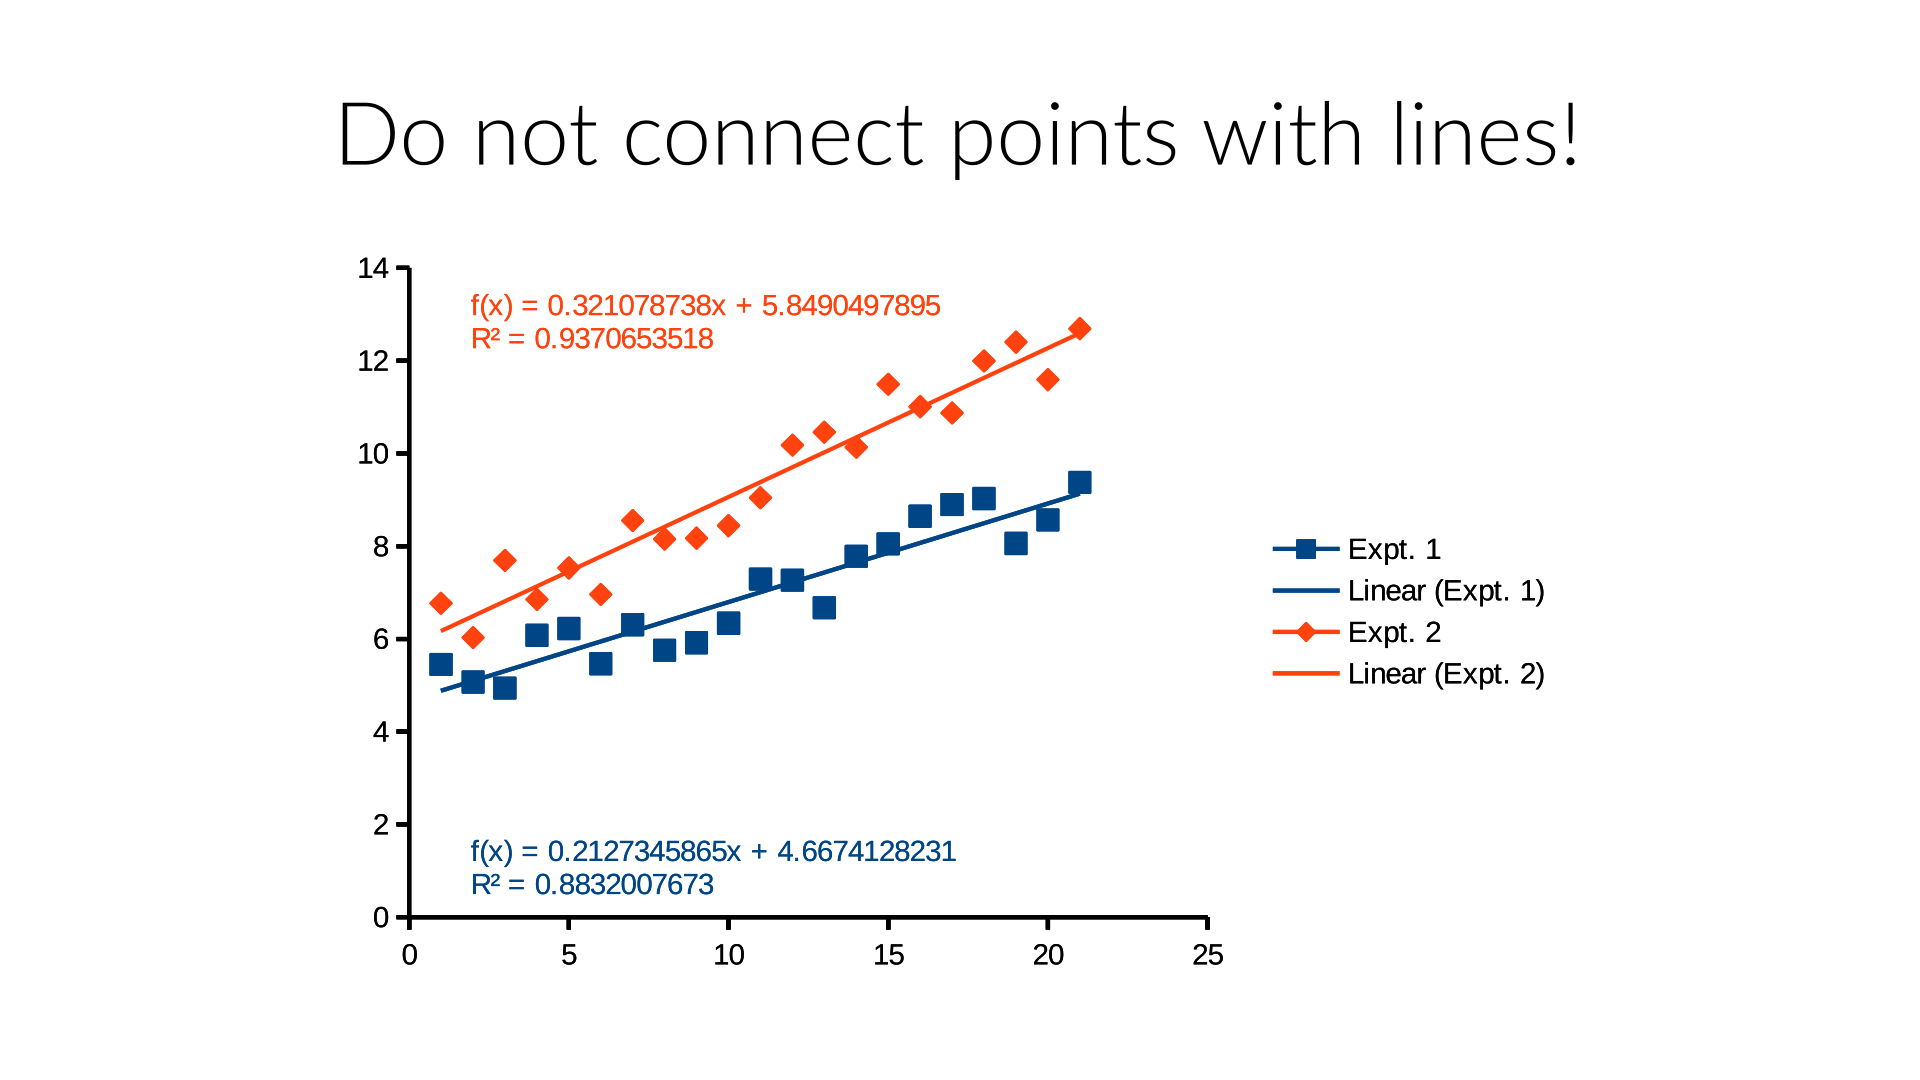 Do not connect points with lines!
14
f(x) = 0.321078738x + 5.8490497895
R² = 0.9370653518
12
10
8
6
4
2
f(x) = 0.2127345865x + 4.6674128231
R² = 0.8832007673
0
0 5 10 15 20 25
Expt. 1
Linear (Expt. 1)
Expt. 2
Linear (Expt. 2)